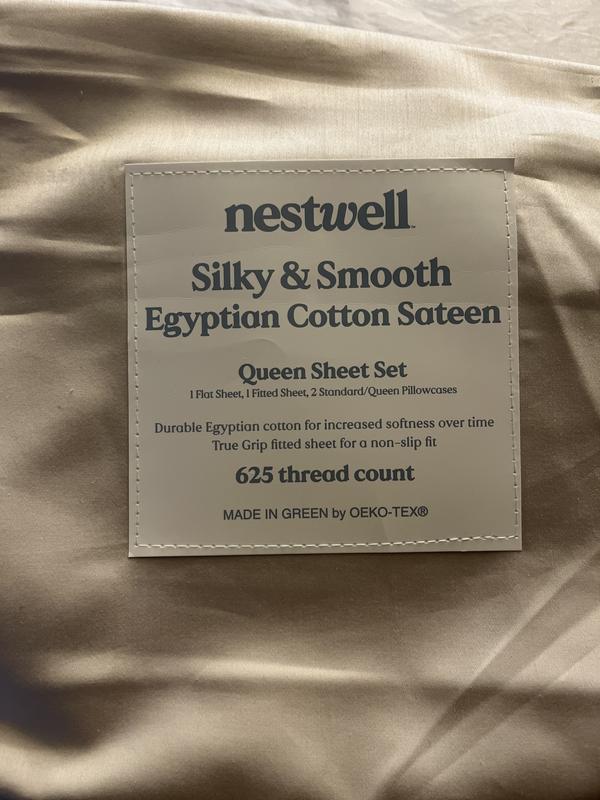 nestwell™
Silky & Smooth
Egyptian Cotton Sateen
Queen Sheet Set
1 Flat Sheet, 1 Fitted Sheet, 2 Standard/Queen Pillowcases
Durable Egyptian cotton for increased softness over time
True Grip fitted sheet for a non-slip fit
625 thread count
MADE IN GREEN by OEKO-TEX®